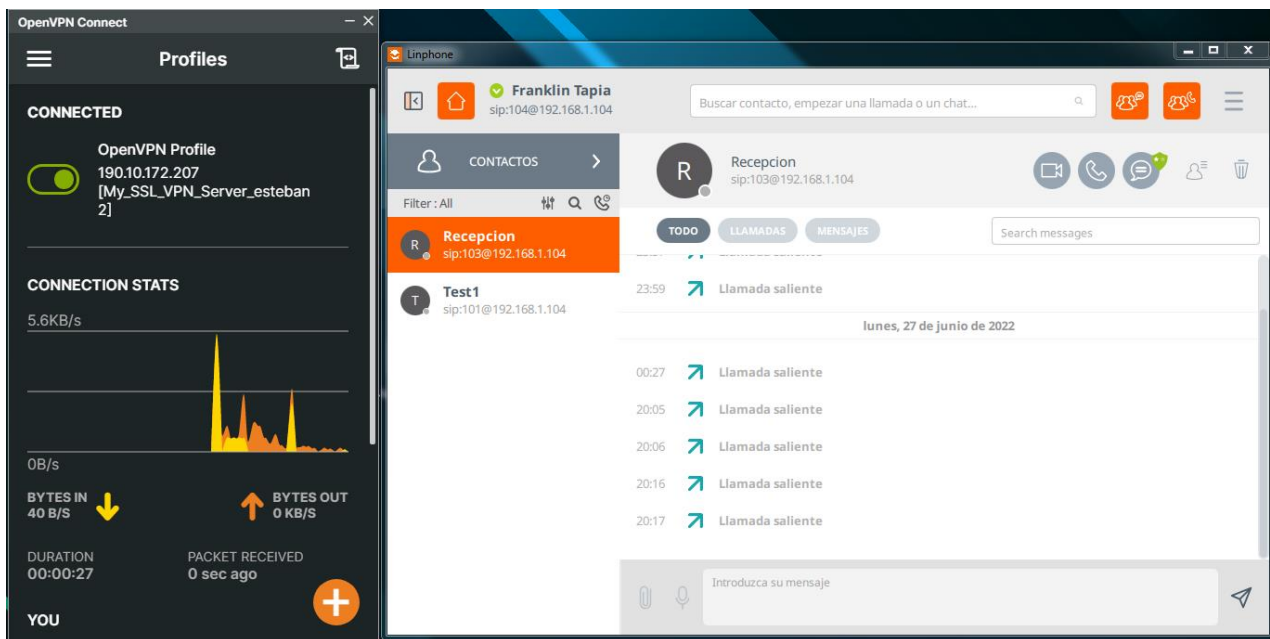 OpenVPN Connect
Profiles
CONNECTED
OpenVPN Profile
190.10.172.207
[My_SSL_VPN_Server_esteban
2]
CONNECTION STATS
5.6KB/s
0B/s
BYTES IN
40 B/S
BYTES OUT
0 KB/S
DURATION
00:00:27
PACKET RECEIVED
0 sec ago
YOU
Linphone
Franklin Tapia
sip:104@192.168.1.104
Buscar contacto, empezar una llamada o un chat...
CONTACTOS
Filter : All
R
Recepcion
sip:103@192.168.1.104
T
Test1
sip:101@192.168.1.104
R
Recepcion
sip:103@192.168.1.104
TODO
LLAMADAS
MENSAJES
Search messages
23:59 Llamada saliente
lunes, 27 de junio de 2022
00:27 Llamada saliente
20:05 Llamada saliente
20:06 Llamada saliente
20:16 Llamada saliente
20:17 Llamada saliente
Introduzca su mensaje